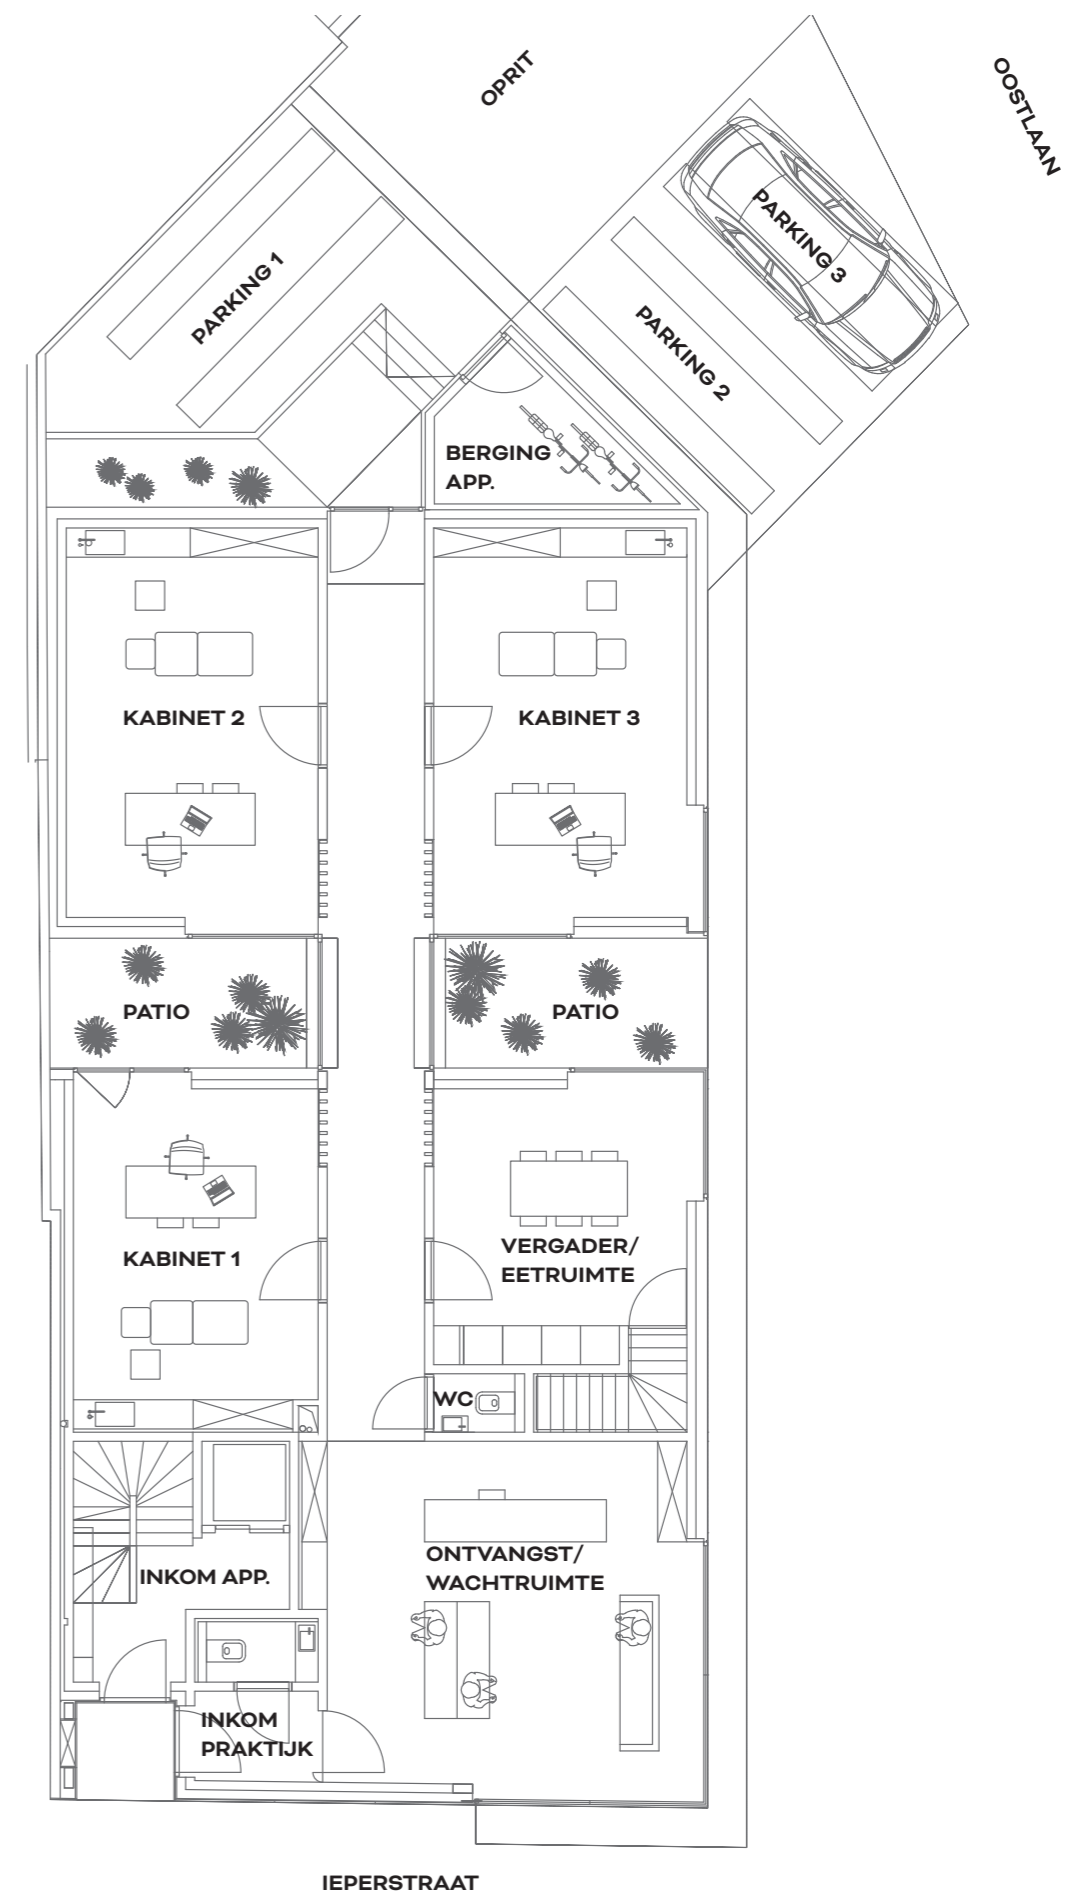 OPRIT
OOSTLAAN
PARKING 1
PARKING 3
PARKING 2
BERGING
APP.
KABINET 2
KABINET 3
PATIO
PATIO
KABINET 1
VERGADER/
EETRUIMTE
WC
INKOM APP.
ONTVANGST/
WACHTRUIMTE
INKOM
PRAKTIJK
IEPERSTRAAT